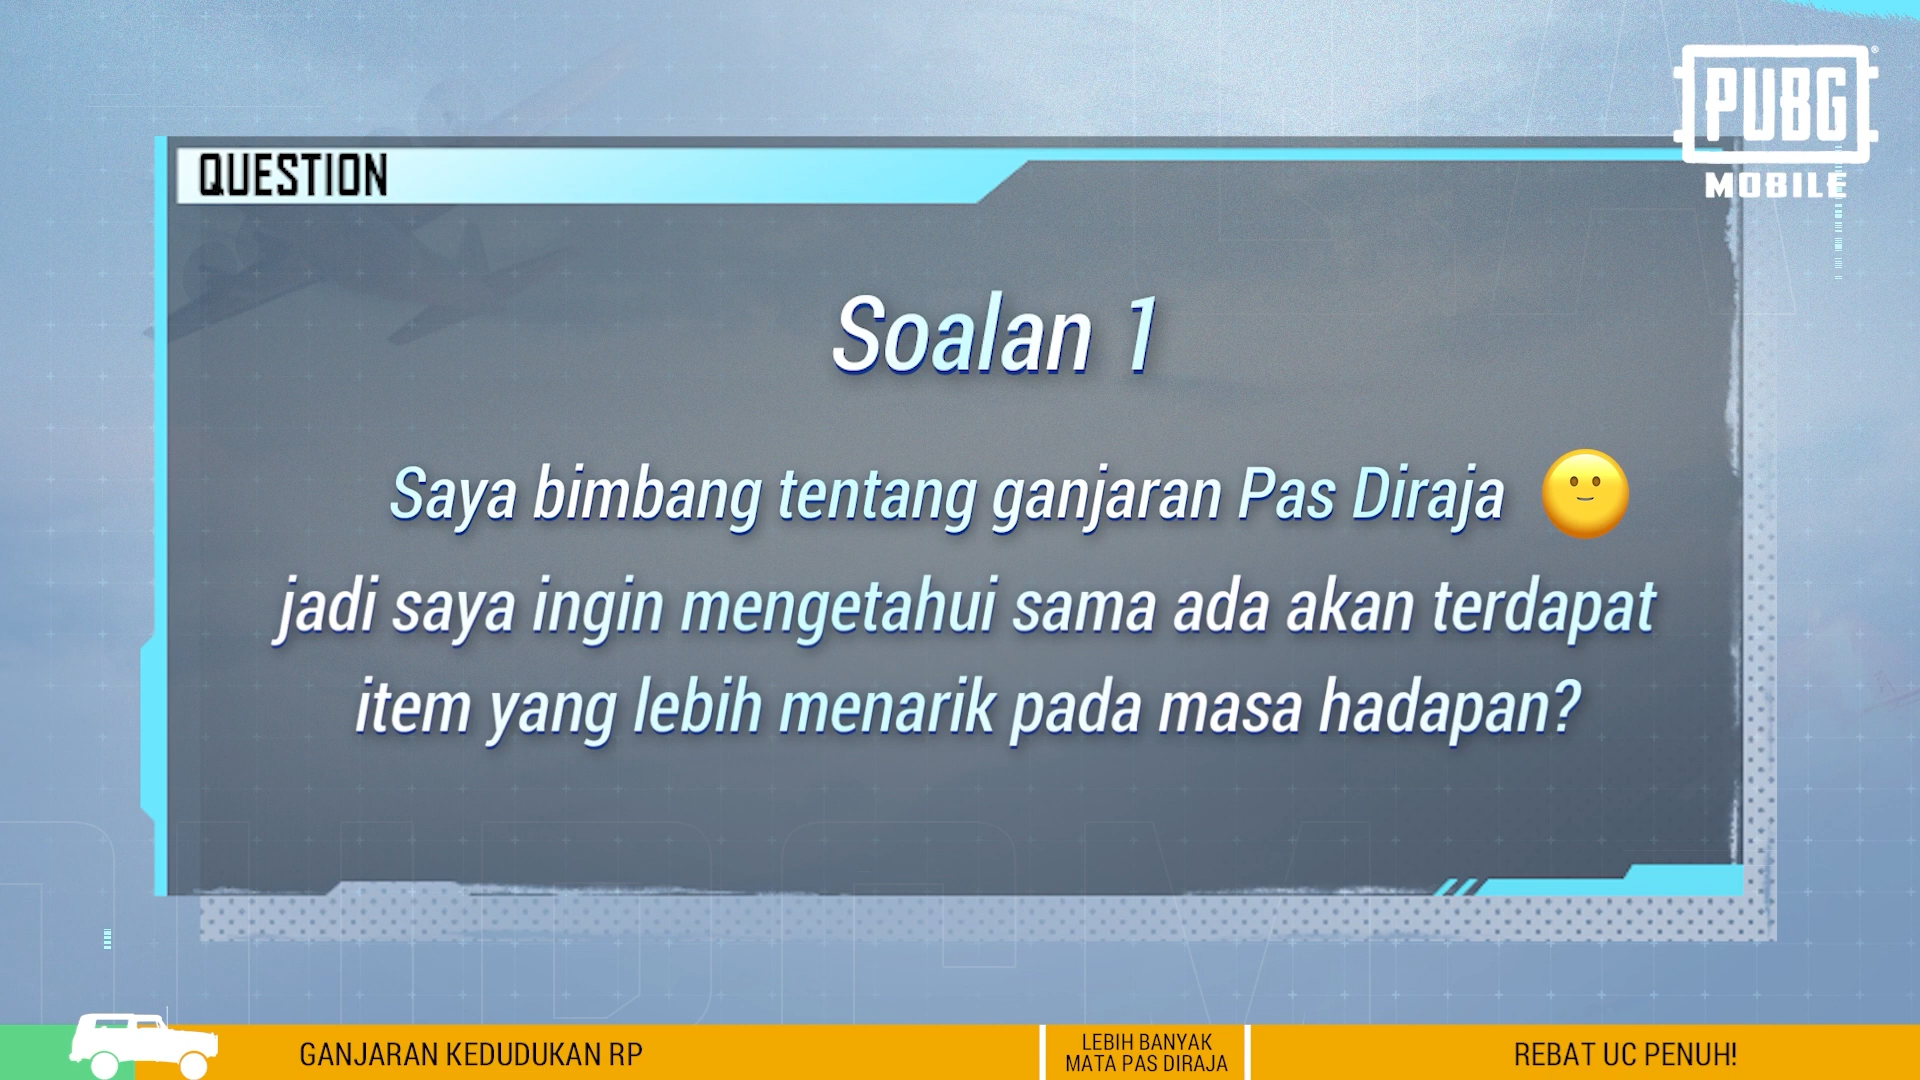 PUBG
MOBILE
QUESTION
Soalan 1
Saya bimbang tentang ganjaran Pas Diraja 🙂
jadi saya ingin mengetahui sama ada akan terdapat
item yang lebih menarik pada masa hadapan?
GANJARAN KEDUDUKAN RP
LEBIH BANYAK
MATA PAS DIRAJA
REBAT UC PENUH!